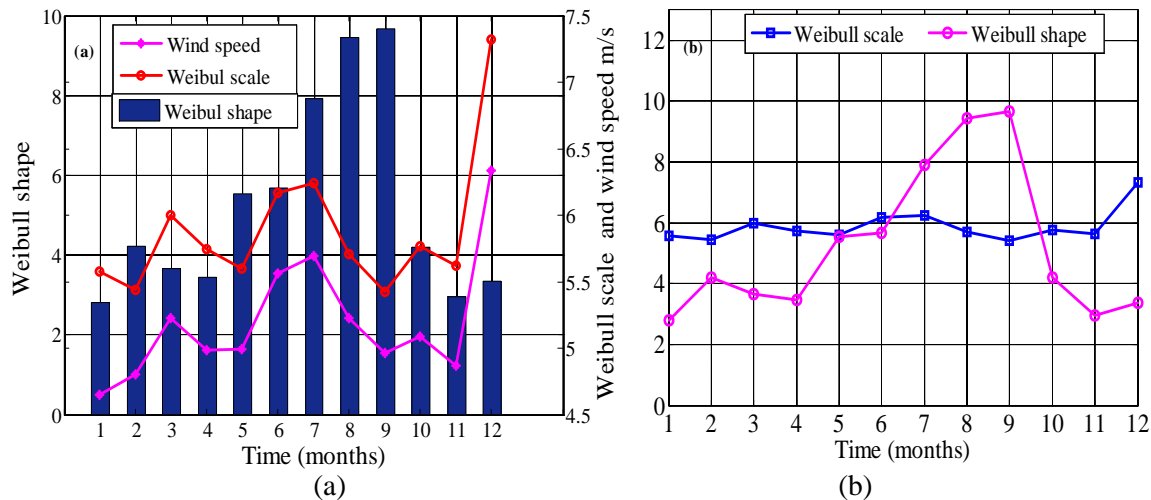 (a)
Wind speed
Weibul scale
Weibul shape
10
8
6
4
2
0
Weibull shape
7.5
7
6.5
6
5.5
5
4.5
Weibull scale and wind speed m/s
1 2 3 4 5 6 7 8 9 10 11 12
Time (months)
(a)
(b)
Weibull scale
Weibull shape
12
10
8
6
4
2
0
1 2 3 4 5 6 7 8 9 10 11 12
Time (months)
(b)